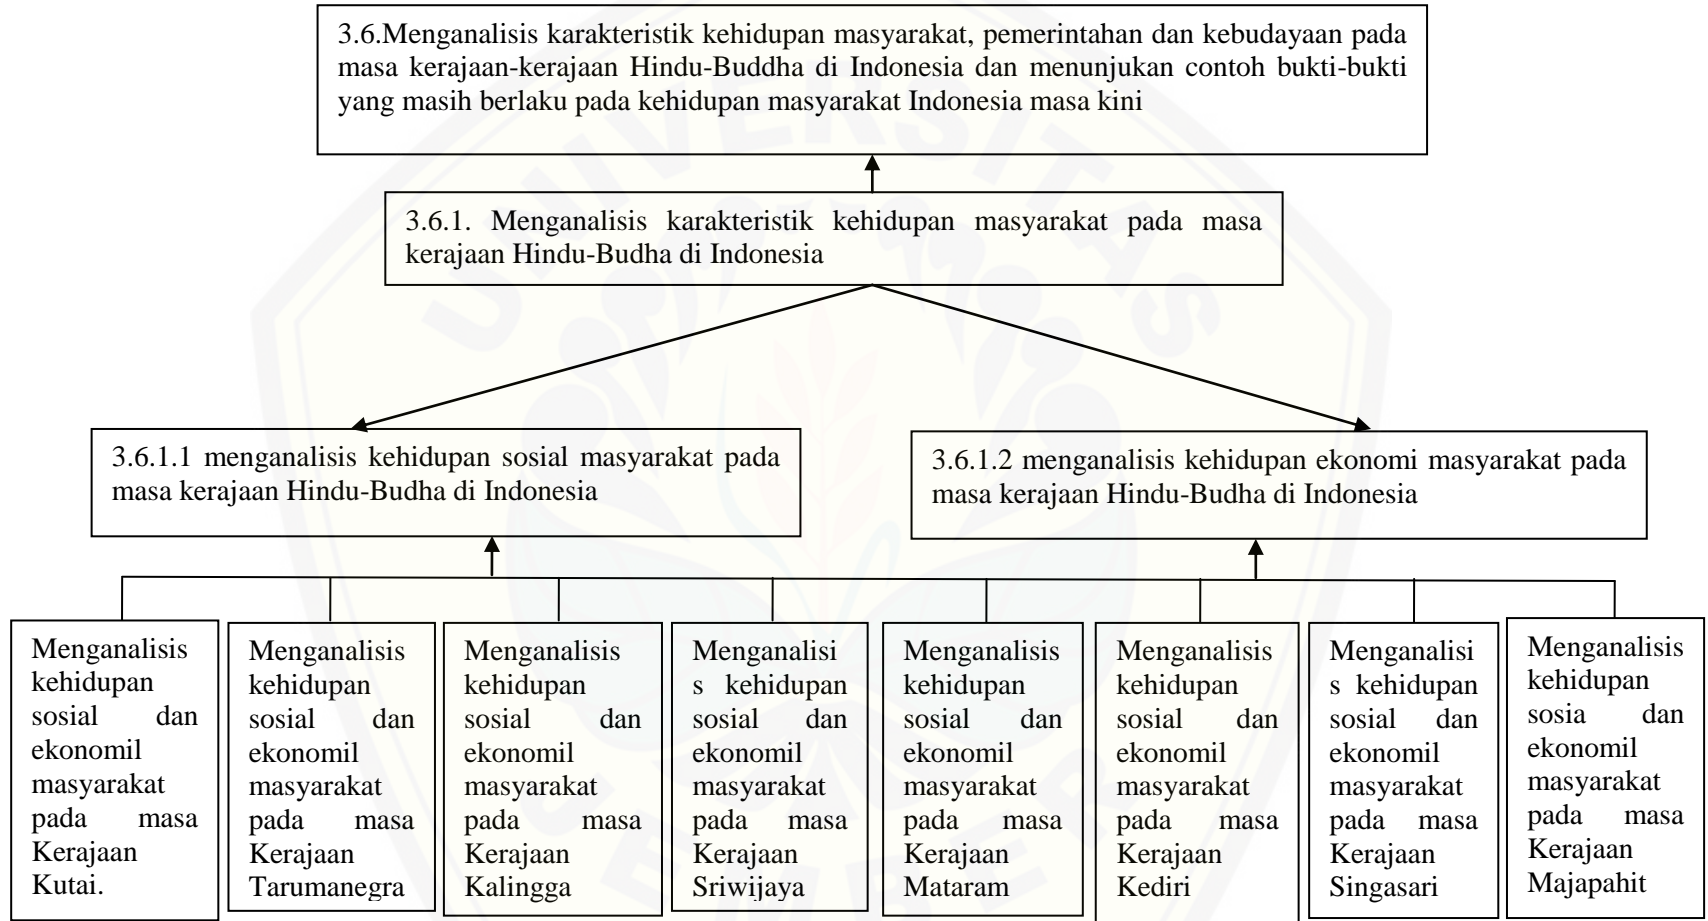 3.6.Menganalisis karakteristik kehidupan masyarakat, pemerintahan dan kebudayaan pada
masa kerajaan-kerajaan Hindu-Buddha di Indonesia dan menunjukan contoh bukti-bukti
yang masih berlaku pada kehidupan masyarakat Indonesia masa kini
3.6.1. Menganalisis karakteristik kehidupan masyarakat pada masa
kerajaan Hindu-Budha di Indonesia
3.6.1.1 menganalisis kehidupan sosial masyarakat pada
masa kerajaan Hindu-Budha di Indonesia
3.6.1.2 menganalisis kehidupan ekonomi masyarakat pada
masa kerajaan Hindu-Budha di Indonesia
Menganalisis
kehidupan
sosial dan
ekonomil
masyarakat
pada masa
Kerajaan
Kutai.
Menganalisis
kehidupan
sosial dan
ekonomil
masyarakat
pada masa
Kerajaan
Tarumanegra
Menganalisis
kehidupan
sosial dan
ekonomil
masyarakat
pada masa
Kerajaan
Kalingga
Menganalisi
s kehidupan
sosial dan
ekonomil
masyarakat
pada masa
Kerajaan
Sriwijaya
Menganalisis
kehidupan
sosial dan
ekonomil
masyarakat
pada masa
Kerajaan
Mataram
Menganalisis
kehidupan
sosial dan
ekonomil
masyarakat
pada masa
Kerajaan
Kediri
Menganalisi
s kehidupan
sosial dan
ekonomil
masyarakat
pada masa
Kerajaan
Singasari
Menganalisis
kehidupan
sosia dan
ekonomil
masyarakat
pada masa
Kerajaan
Majapahit
UNIVERSITAS
JEMBER